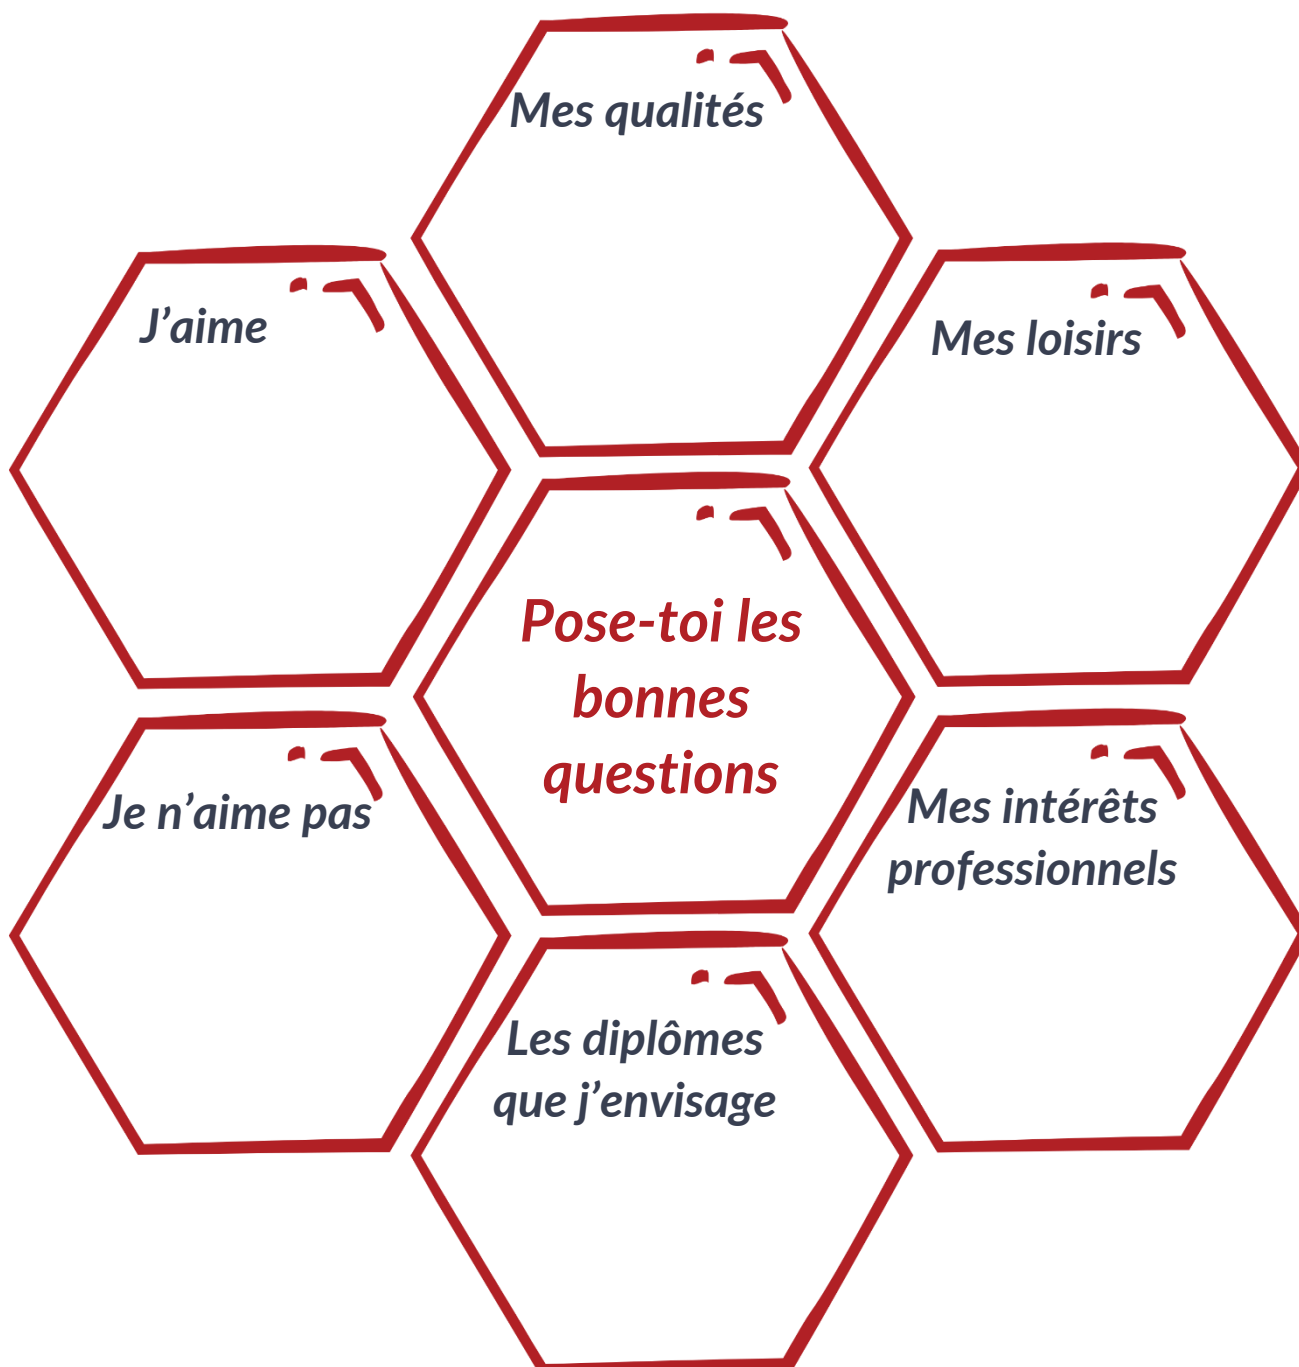 Mes qualités
J’aime
Mes loisirs
Pose-toi les
bonnes
questions
Je n’aime pas
Mes intérêts
professionnels
Les diplômes
que j’envisage